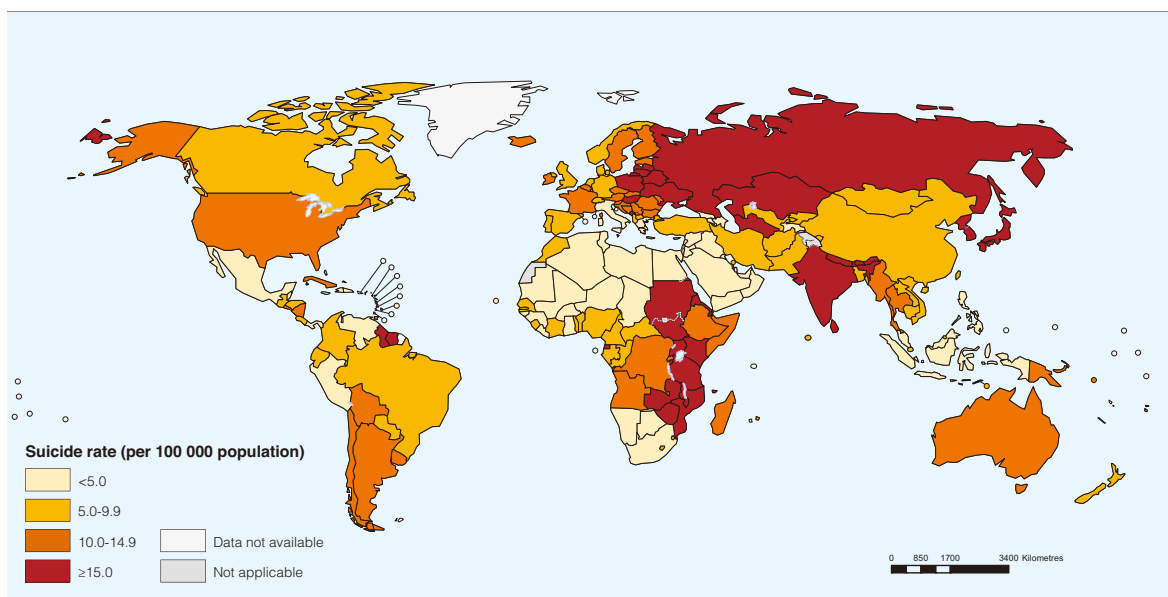 Suicide rate (per 100 000 population)
<5.0
5.0-9.9
10.0-14.9
≥15.0
Data not available
Not applicable
0 850 1700 3400 Kilometres